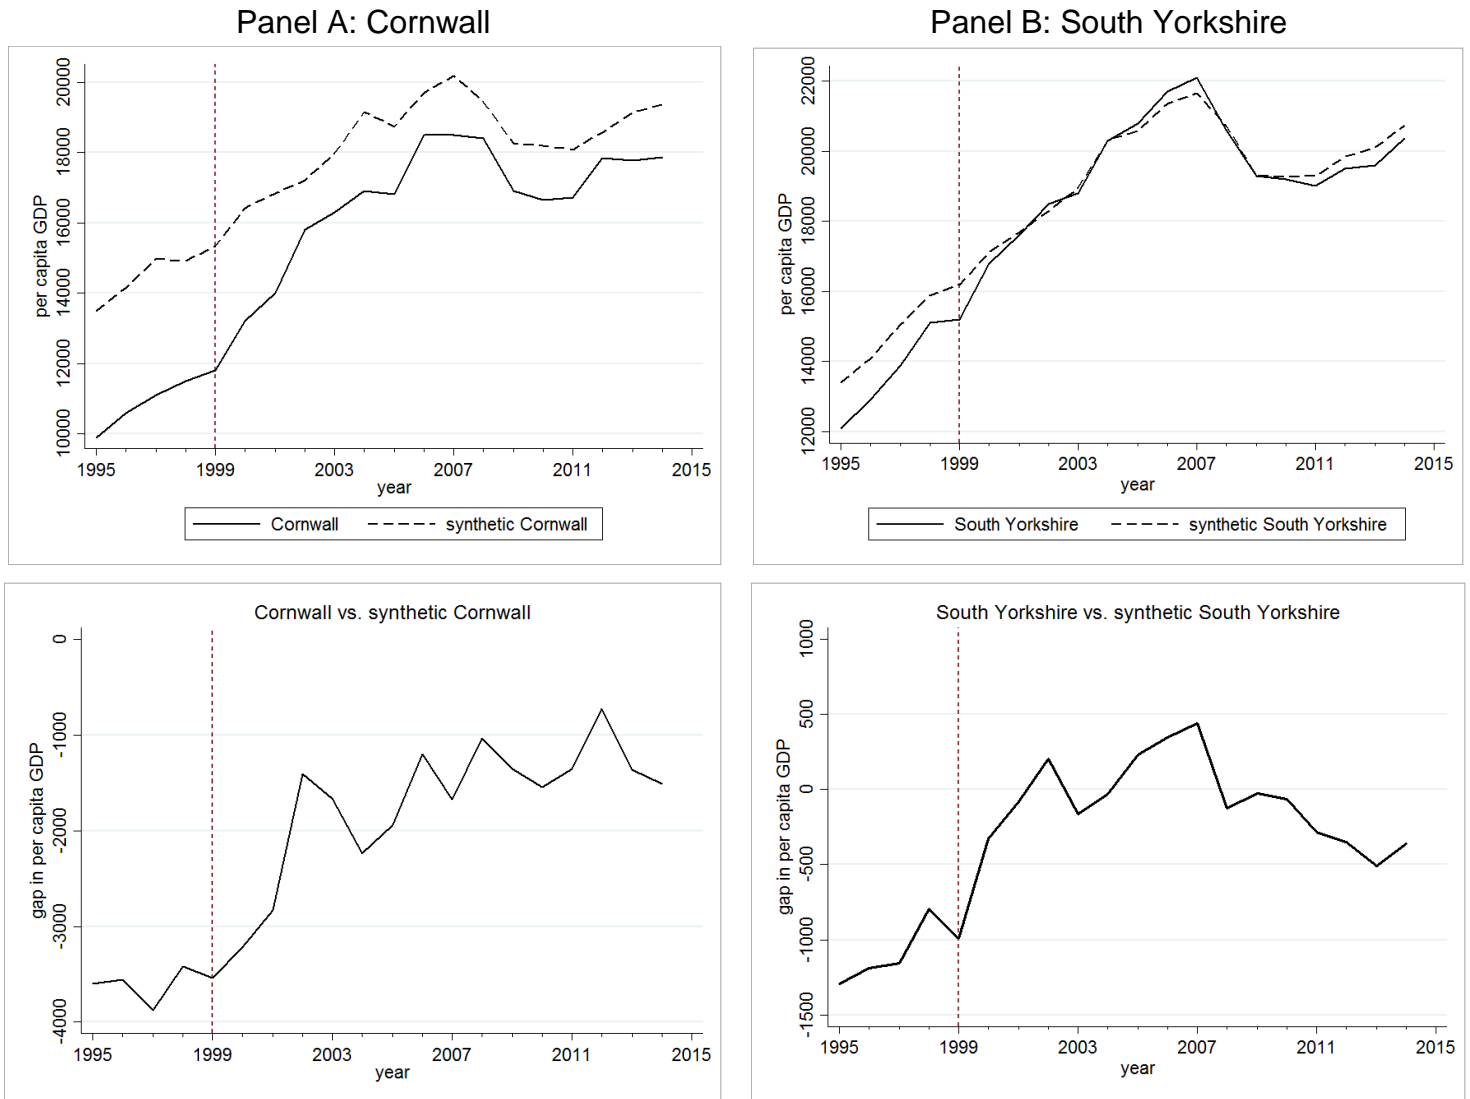 Panel A: Cornwall
Panel B: South Yorkshire
per capita GDP
20000
18000
16000
14000
12000
10000
1995 1999 2003 2007 2011 2015
year
Cornwall synthetic Cornwall
per capita GDP
22000
20000
18000
16000
14000
12000
1995 1999 2003 2007 2011 2015
year
South Yorkshire synthetic South Yorkshire
Cornwall vs. synthetic Cornwall
gap in per capita GDP
0
-1000
-2000
-3000
-4000
1995 1999 2003 2007 2011 2015
year
South Yorkshire vs. synthetic South Yorkshire
gap in per capita GDP
1000
500
0
-500
-1000
-1500
1995 1999 2003 2007 2011 2015
year